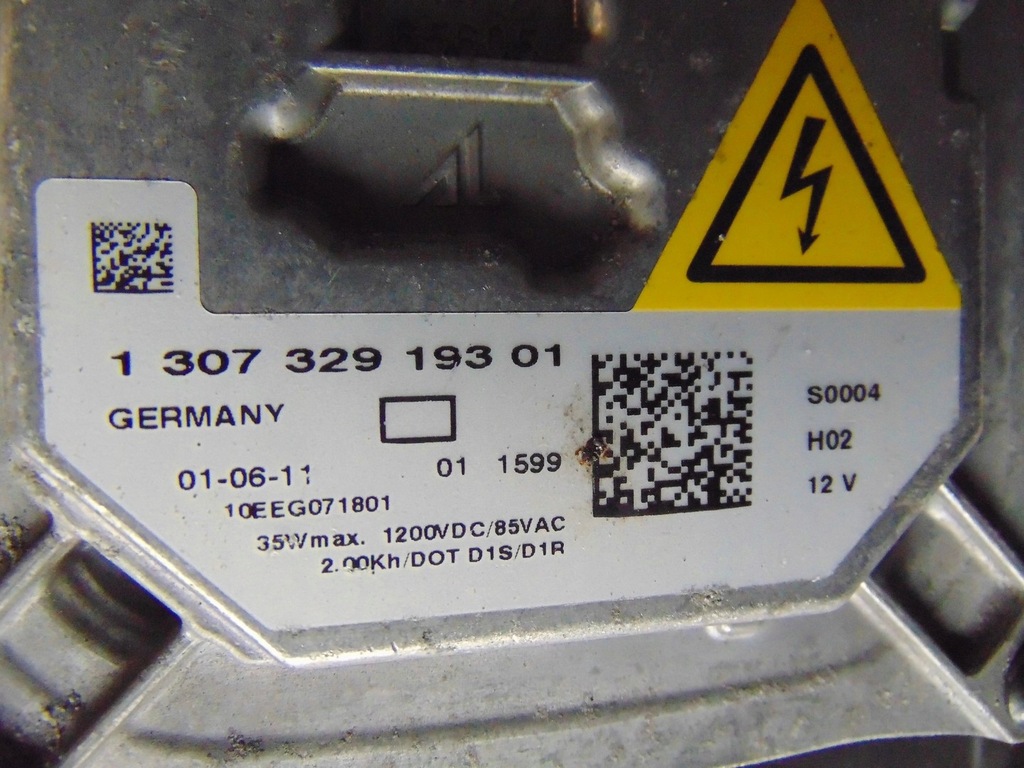 1 307 329 193 01
GERMANY
01 1599
01-06-11
10EEG071801
35Wmax. 1200VDC/85VAC
2.00Kh/DOT D1S/D1R
S0004
H02
12 V